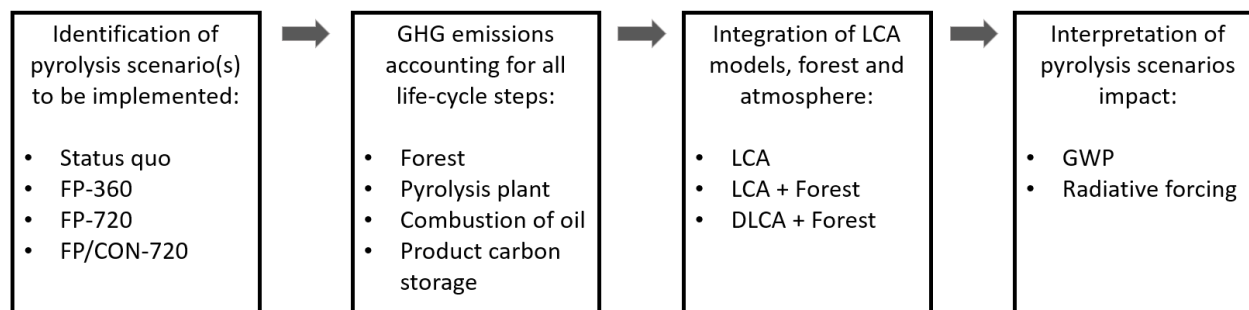 Identification of
pyrolysis scenario(s)
to be implemented:
• Status quo
• FP-360
• FP-720
• FP/CON-720
GHG emissions
accounting for all
life-cycle steps:
• Forest
• Pyrolysis plant
• Combustion of oil
• Product carbon
storage
Integration of LCA
models, forest and
atmosphere:
• LCA
• LCA + Forest
• DLCA + Forest
Interpretation of
pyrolysis scenarios
impact:
• GWP
• Radiative forcing